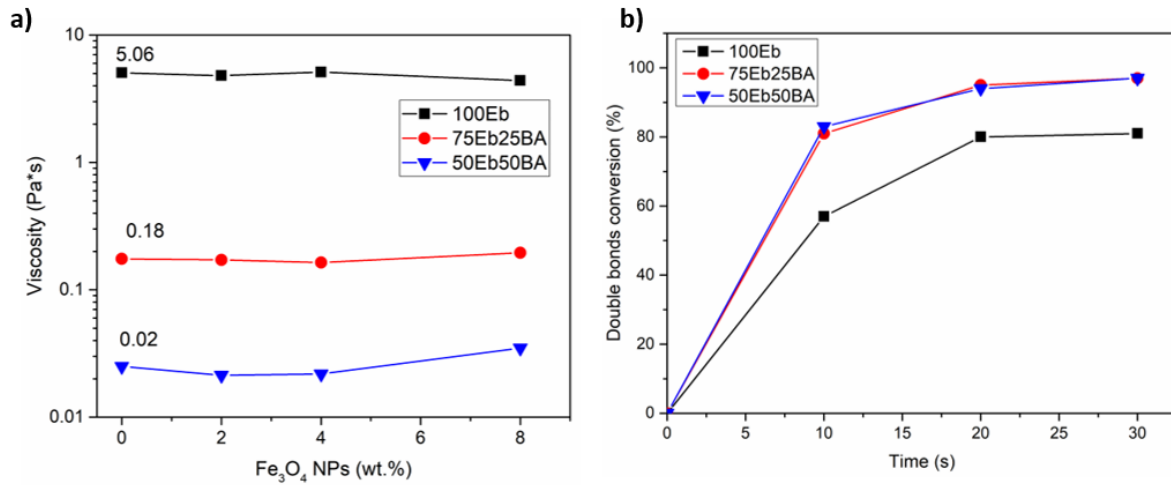 a)
10
1
0.1
0.01
Viscosity (Pa*s)
5.06
0.18
0.02
100Eb
75Eb25BA
50Eb50BA
0 2 4 6 8
Fe₃O₄ NPs (wt.%)
b)
100
80
60
40
20
0
Double bonds conversion (%)
100Eb
75Eb25BA
50Eb50BA
0 5 10 15 20 25 30
Time (s)